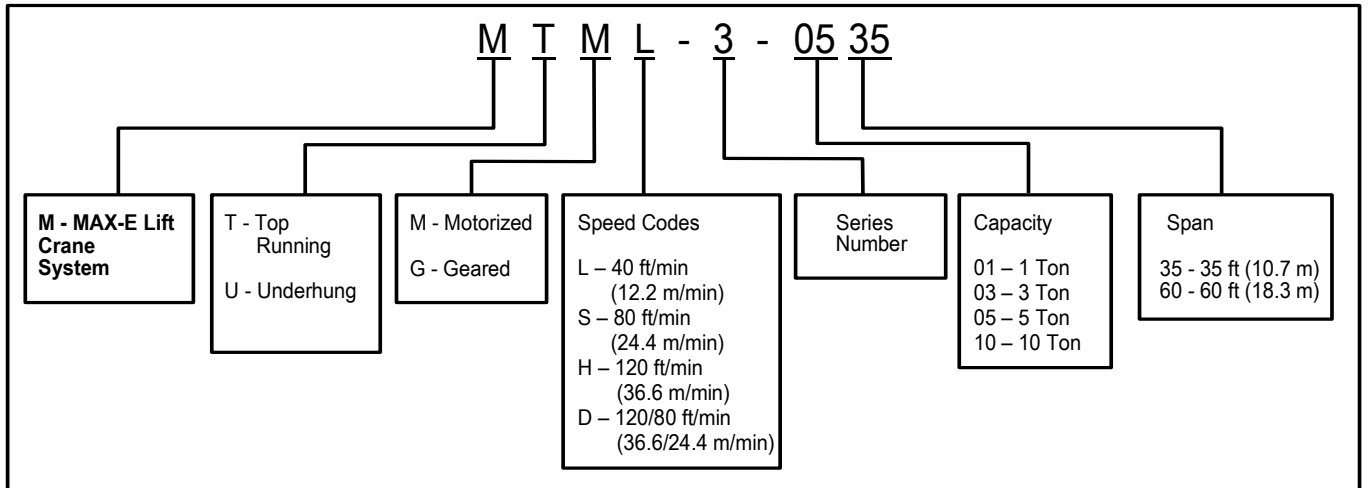 M T M L - 3 - 05 35
M - MAX-E Lift
Crane
System
T - Top
Running
U - Underhung
M - Motorized
G - Geared
Speed Codes
L – 40 ft/min
(12.2 m/min)
S – 80 ft/min
(24.4 m/min)
H – 120 ft/min
(36.6 m/min)
D – 120/80 ft/min
(36.6/24.4 m/min)
Series
Number
Capacity
01 – 1 Ton
03 – 3 Ton
05 – 5 Ton
10 – 10 Ton
Span
35 - 35 ft (10.7 m)
60 - 60 ft (18.3 m)